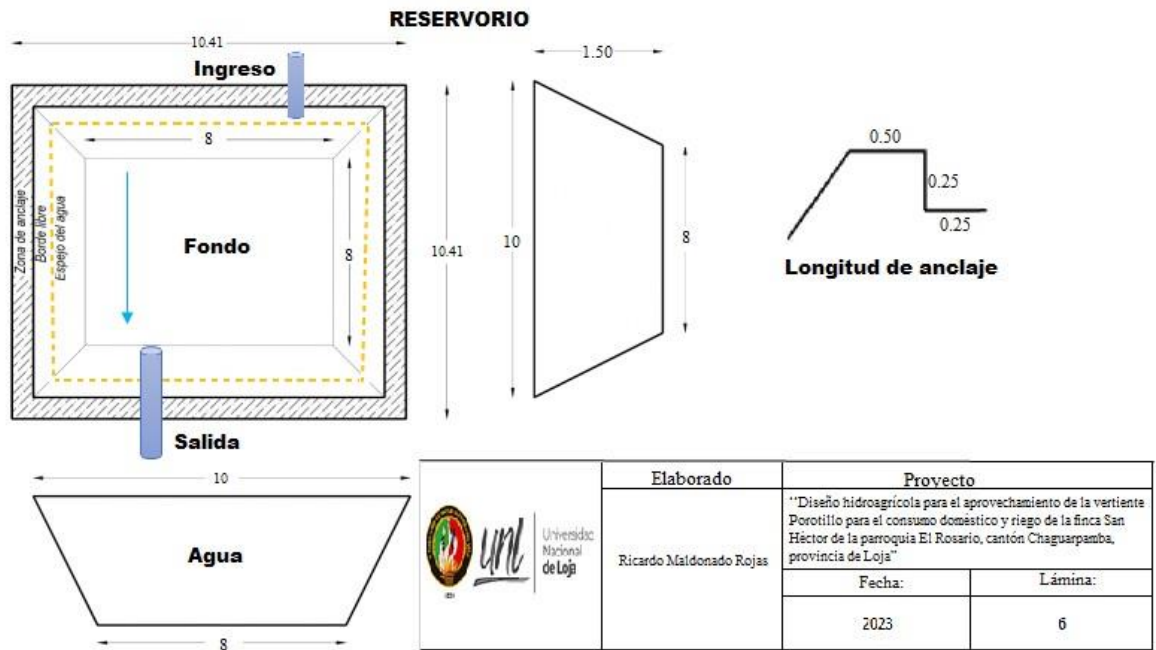 RESERVORIO
10.41
Ingreso
1.50
8
0.50
0.25
0.25
Zona de anclaje
Borde libre
Espejo del agua
Fondo
8
10.41
10
8
Longitud de anclaje
Salida
10
Agua
8
unl
Universidad
Nacional
de Loja
Elaborado
Ricardo Maldonado Rojas
Proyecto
“Diseño hidroagrícola para el aprovechamiento de la vertiente
Porotillo para el consumo doméstico y riego de la finca San
Héctor de la parroquia El Rosario, cantón Chaguarpamba,
provincia de Loja”
Fecha:
Lámina:
2023
6